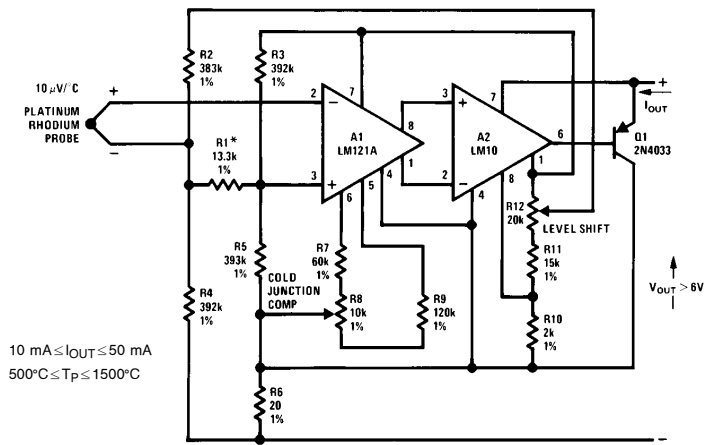 R2
383k
1%
R3
392k
1%
10 µV/°C
+
PLATINUM
RHODIUM
PROBE
−
R1*
13.3k
1%
2
−
7
A1
LM121A
8
1
3
+
4
5
6
3
+
7
A2
LM10
6
2
−
1
8
4
+
IOUT
Q1
2N4033
R12
20k
LEVEL SHIFT
R11
15k
1%
R10
2k
1%
R5
393k
1%
COLD
JUNCTION
COMP
R7
60k
1%
R8
10k
1%
R9
120k
1%
R4
392k
1%
VOUT > 6V
10 mA ≤ IOUT ≤ 50 mA
500°C ≤ TP ≤ 1500°C
R6
20
1%
−